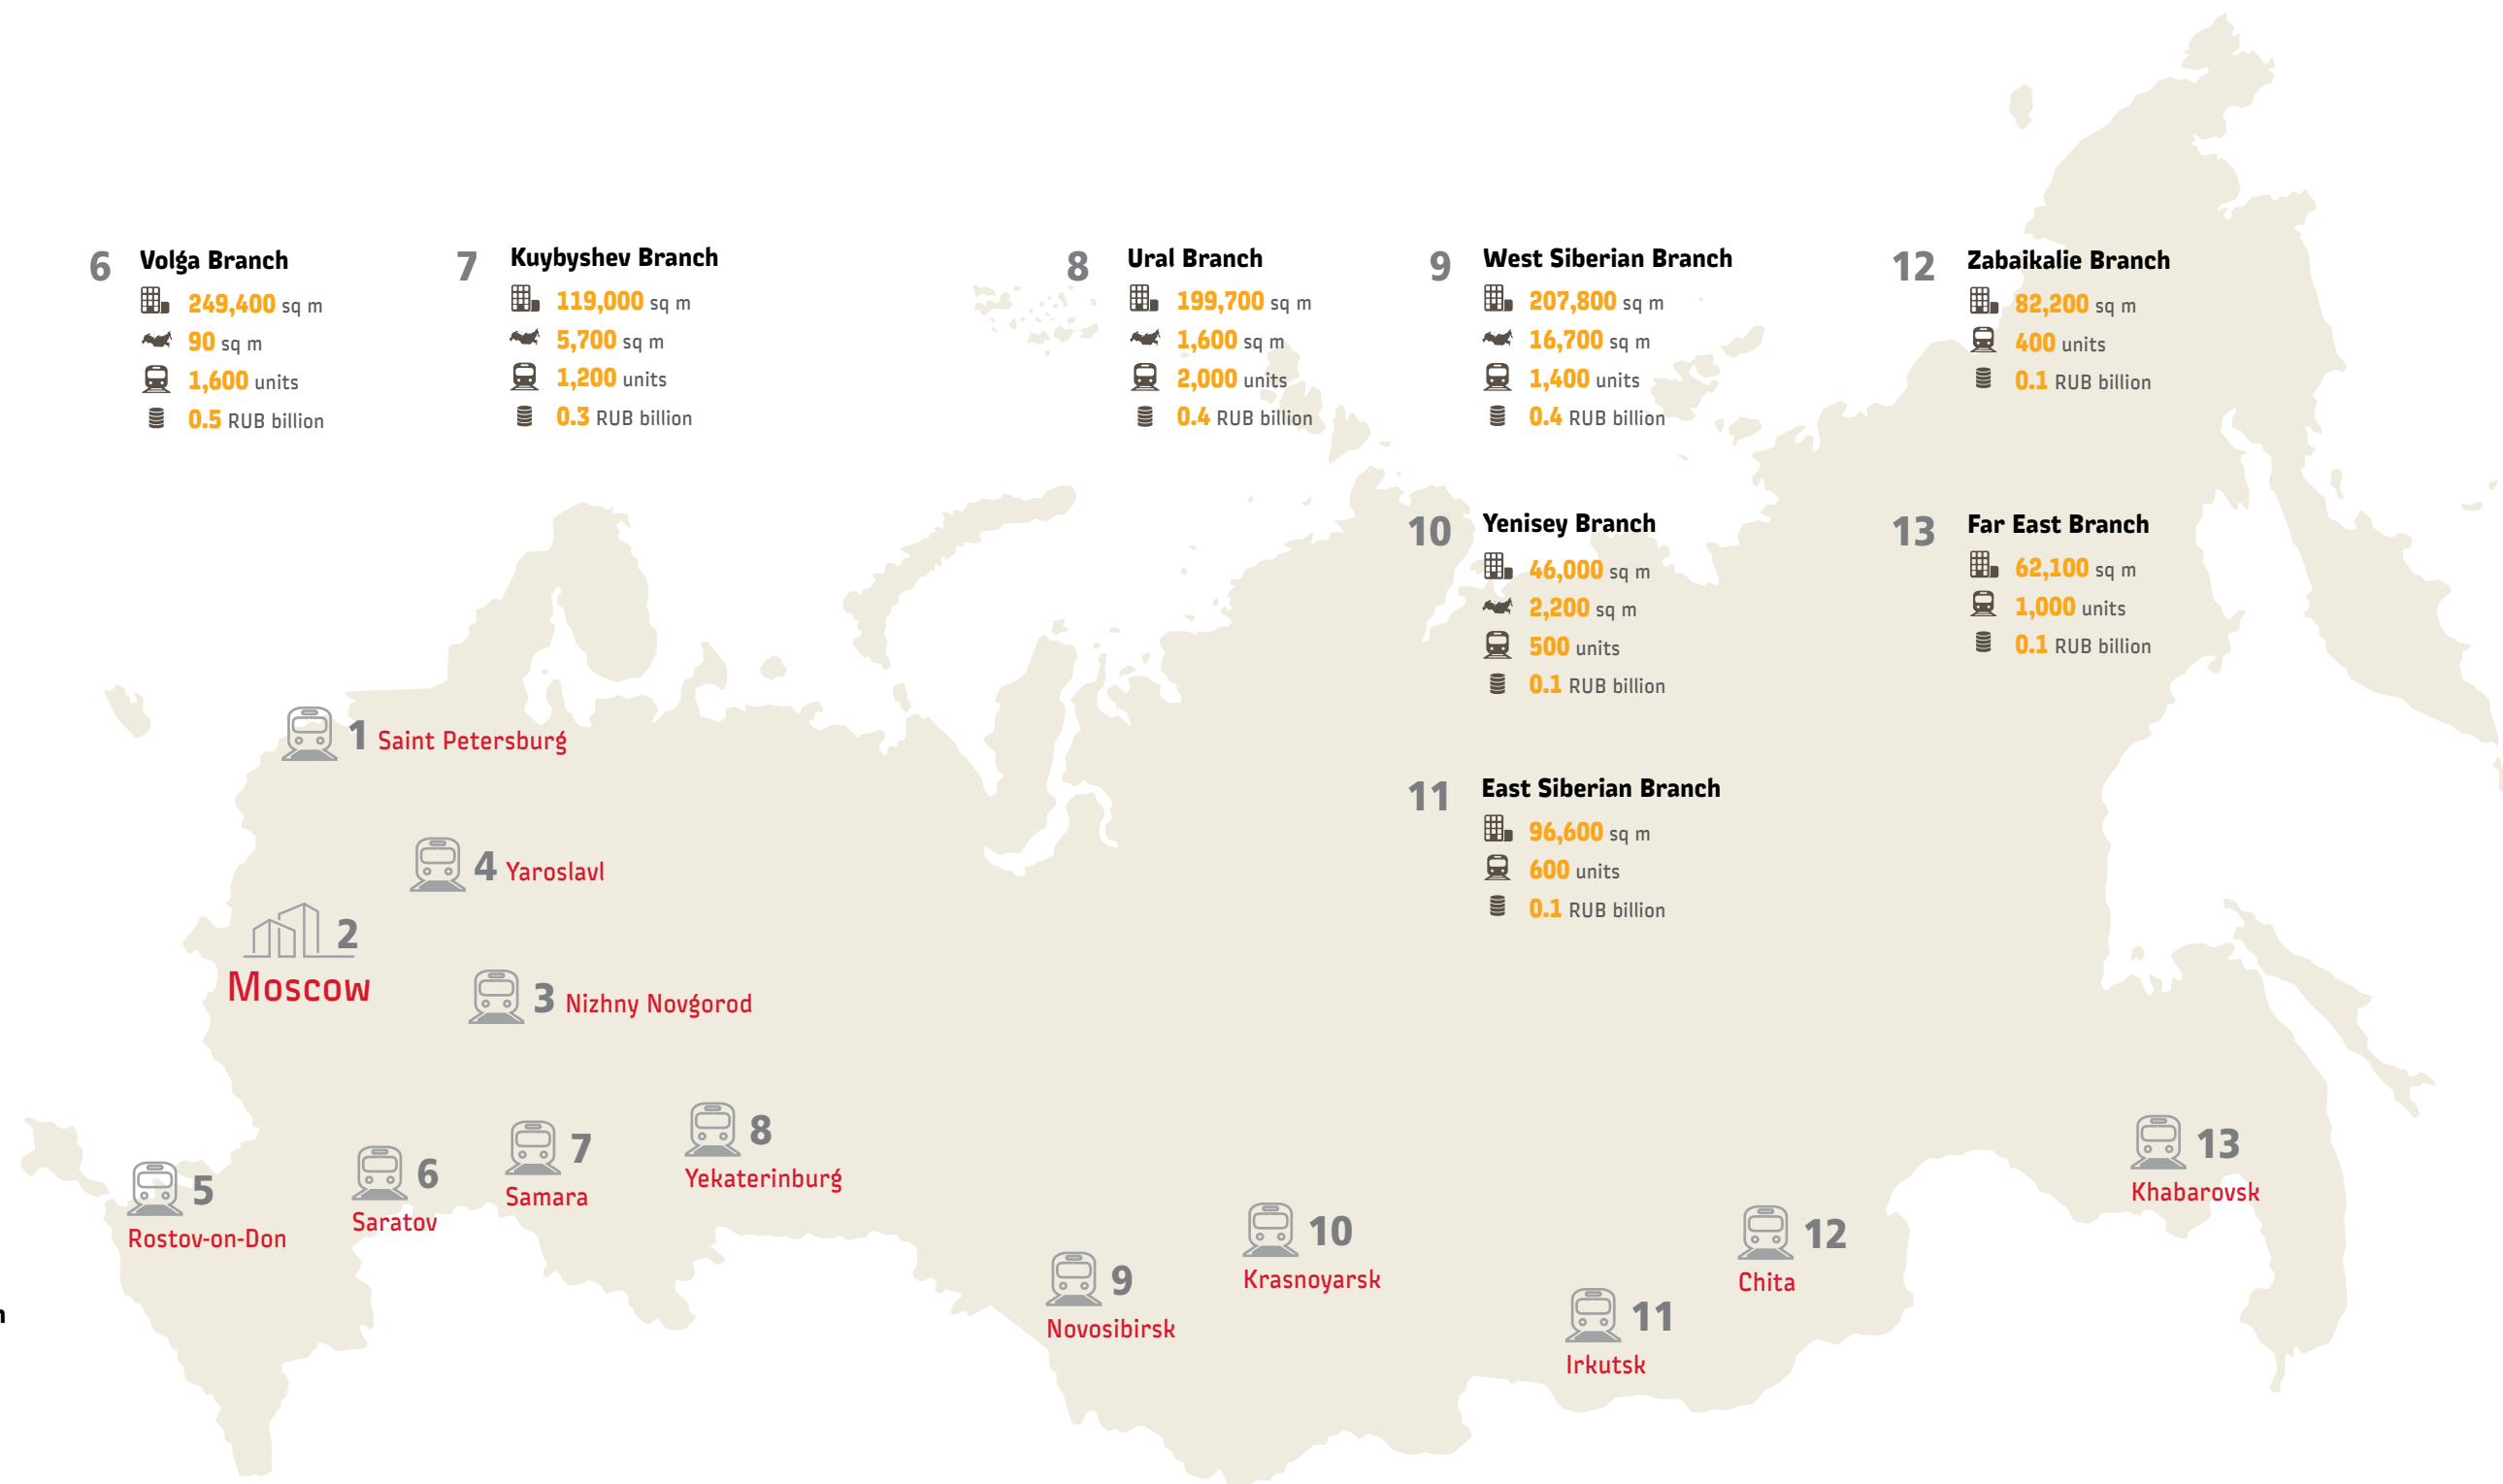 6 Volga Branch
249,400 sq m
90 sq m
1,600 units
0.5 RUB billion
7 Kuybyshev Branch
119,000 sq m
5,700 sq m
1,200 units
0.3 RUB billion
8 Ural Branch
199,700 sq m
1,600 sq m
2,000 units
0.4 RUB billion
9 West Siberian Branch
207,800 sq m
16,700 sq m
1,400 units
0.4 RUB billion
12 Zabaikalie Branch
82,200 sq m
400 units
0.1 RUB billion
10 Yenisey Branch
46,000 sq m
2,200 sq m
500 units
0.1 RUB billion
13 Far East Branch
62,100 sq m
1,000 units
0.1 RUB billion
11 East Siberian Branch
96,600 sq m
600 units
0.1 RUB billion
1 Saint Petersburg
4 Yaroslavl
2
Moscow
3 Nizhny Novgorod
5
Rostov-on-Don
6
Saratov
7
Samara
8
Yekaterinburg
9
Novosibirsk
10
Krasnoyarsk
11
Irkutsk
12
Chita
13
Khabarovsk